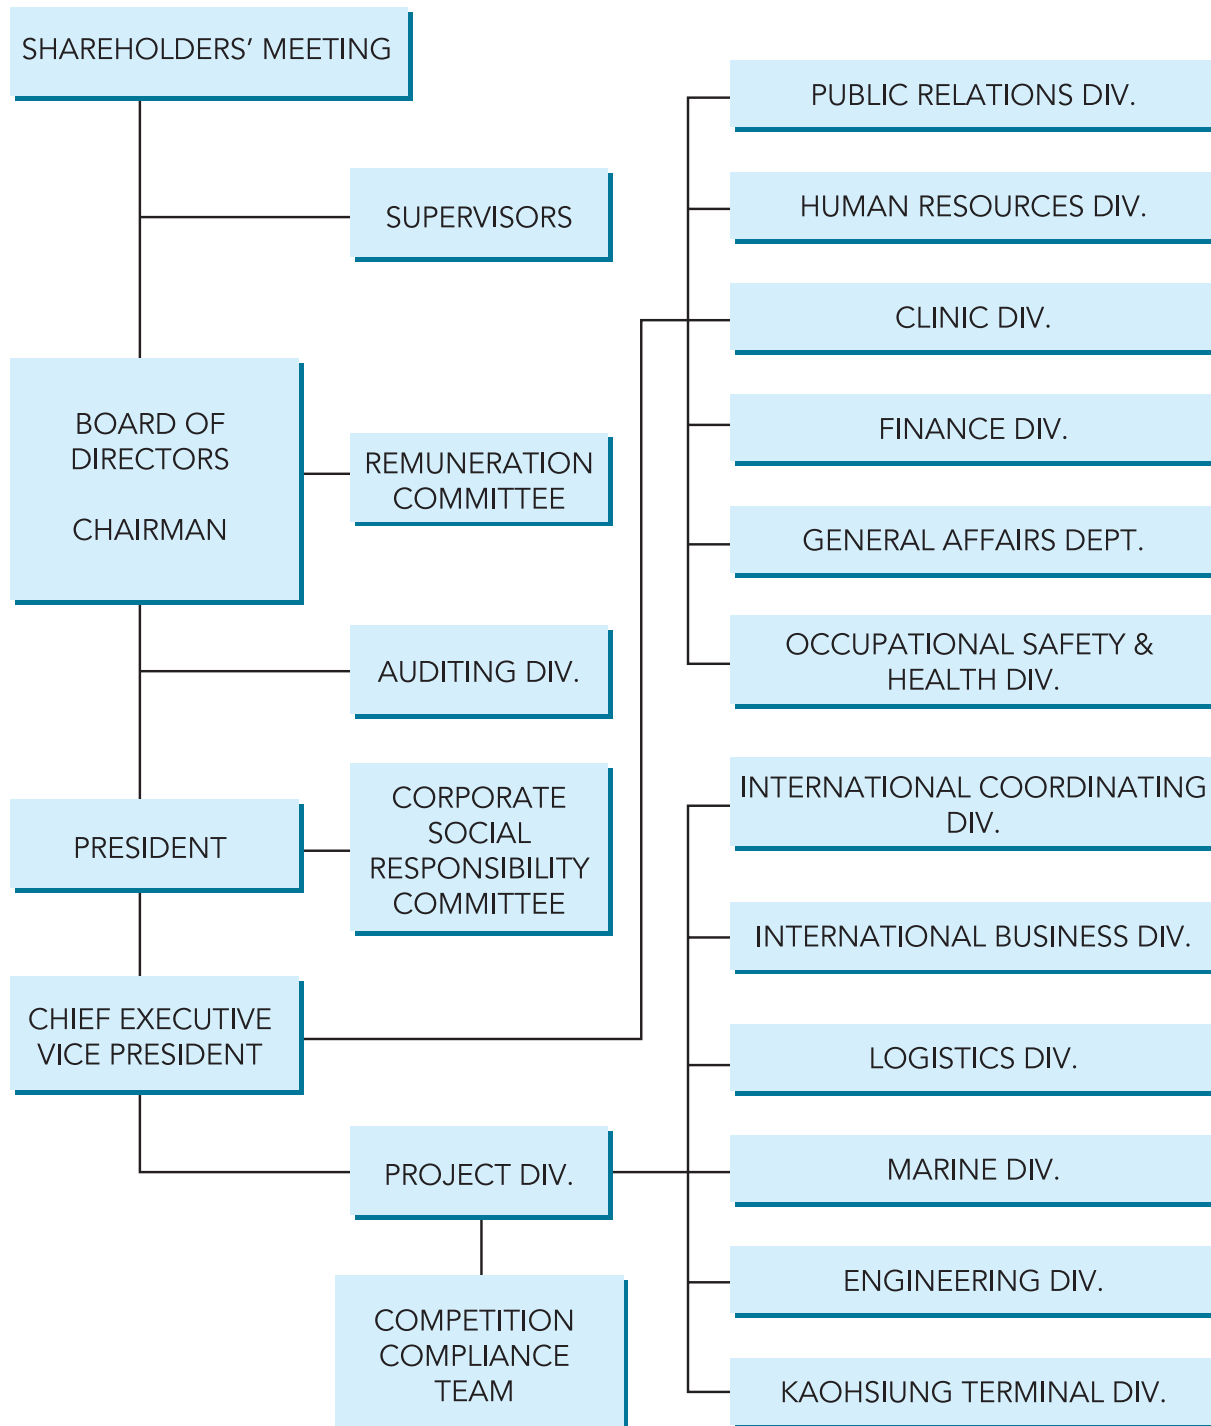 SHAREHOLDERS’ MEETING
SUPERVISORS
BOARD OF
DIRECTORS
CHAIRMAN
REMUNERATION
COMMITTEE
AUDITING DIV.
PRESIDENT
CORPORATE
SOCIAL
RESPONSIBILITY
COMMITTEE
CHIEF EXECUTIVE
VICE PRESIDENT
PROJECT DIV.
COMPETITION
COMPLIANCE
TEAM
PUBLIC RELATIONS DIV.
HUMAN RESOURCES DIV.
CLINIC DIV.
FINANCE DIV.
GENERAL AFFAIRS DEPT.
OCCUPATIONAL SAFETY &
HEALTH DIV.
INTERNATIONAL COORDINATING
DIV.
INTERNATIONAL BUSINESS DIV.
LOGISTICS DIV.
MARINE DIV.
ENGINEERING DIV.
KAOHSIUNG TERMINAL DIV.